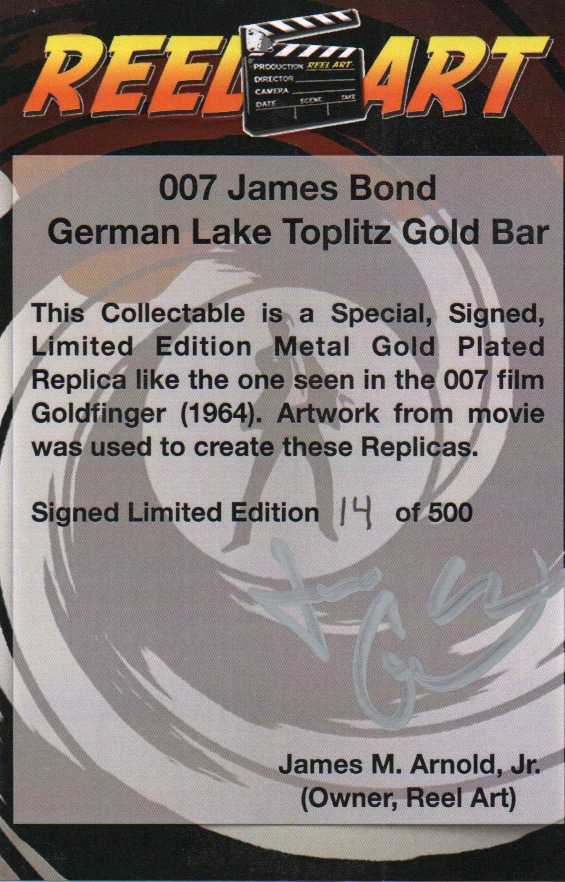 REEL ART
PRODUCTION REEL ART
DIRECTOR
CAMERA
DATE SCENE TAKE
007 James Bond
German Lake Toplitz Gold Bar
This Collectable is a Special, Signed,
Limited Edition Metal Gold Plated
Replica like the one seen in the 007 film
Goldfinger (1964). Artwork from movie
was used to create these Replicas.
Signed Limited Edition 14 of 500
James M. Arnold, Jr.
(Owner, Reel Art)